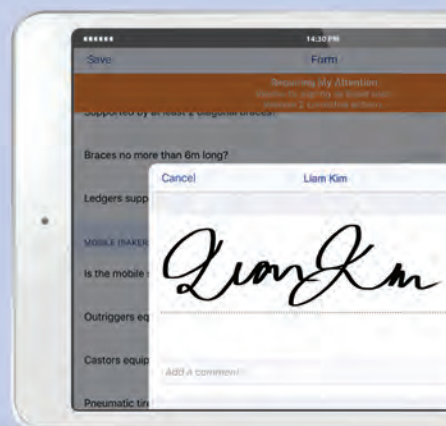 14:30 PM
Save Form
Requiring My Attention
Supported by at least 2 diagonal braces?
Braces no more than 6m long?
Cancel Liam Kim
Ledgers supp
MOBILE (BAKER
Is the mobile
Liam Kim
Outriggers eq
Add a comment
Castors equip
Pneumatic tire